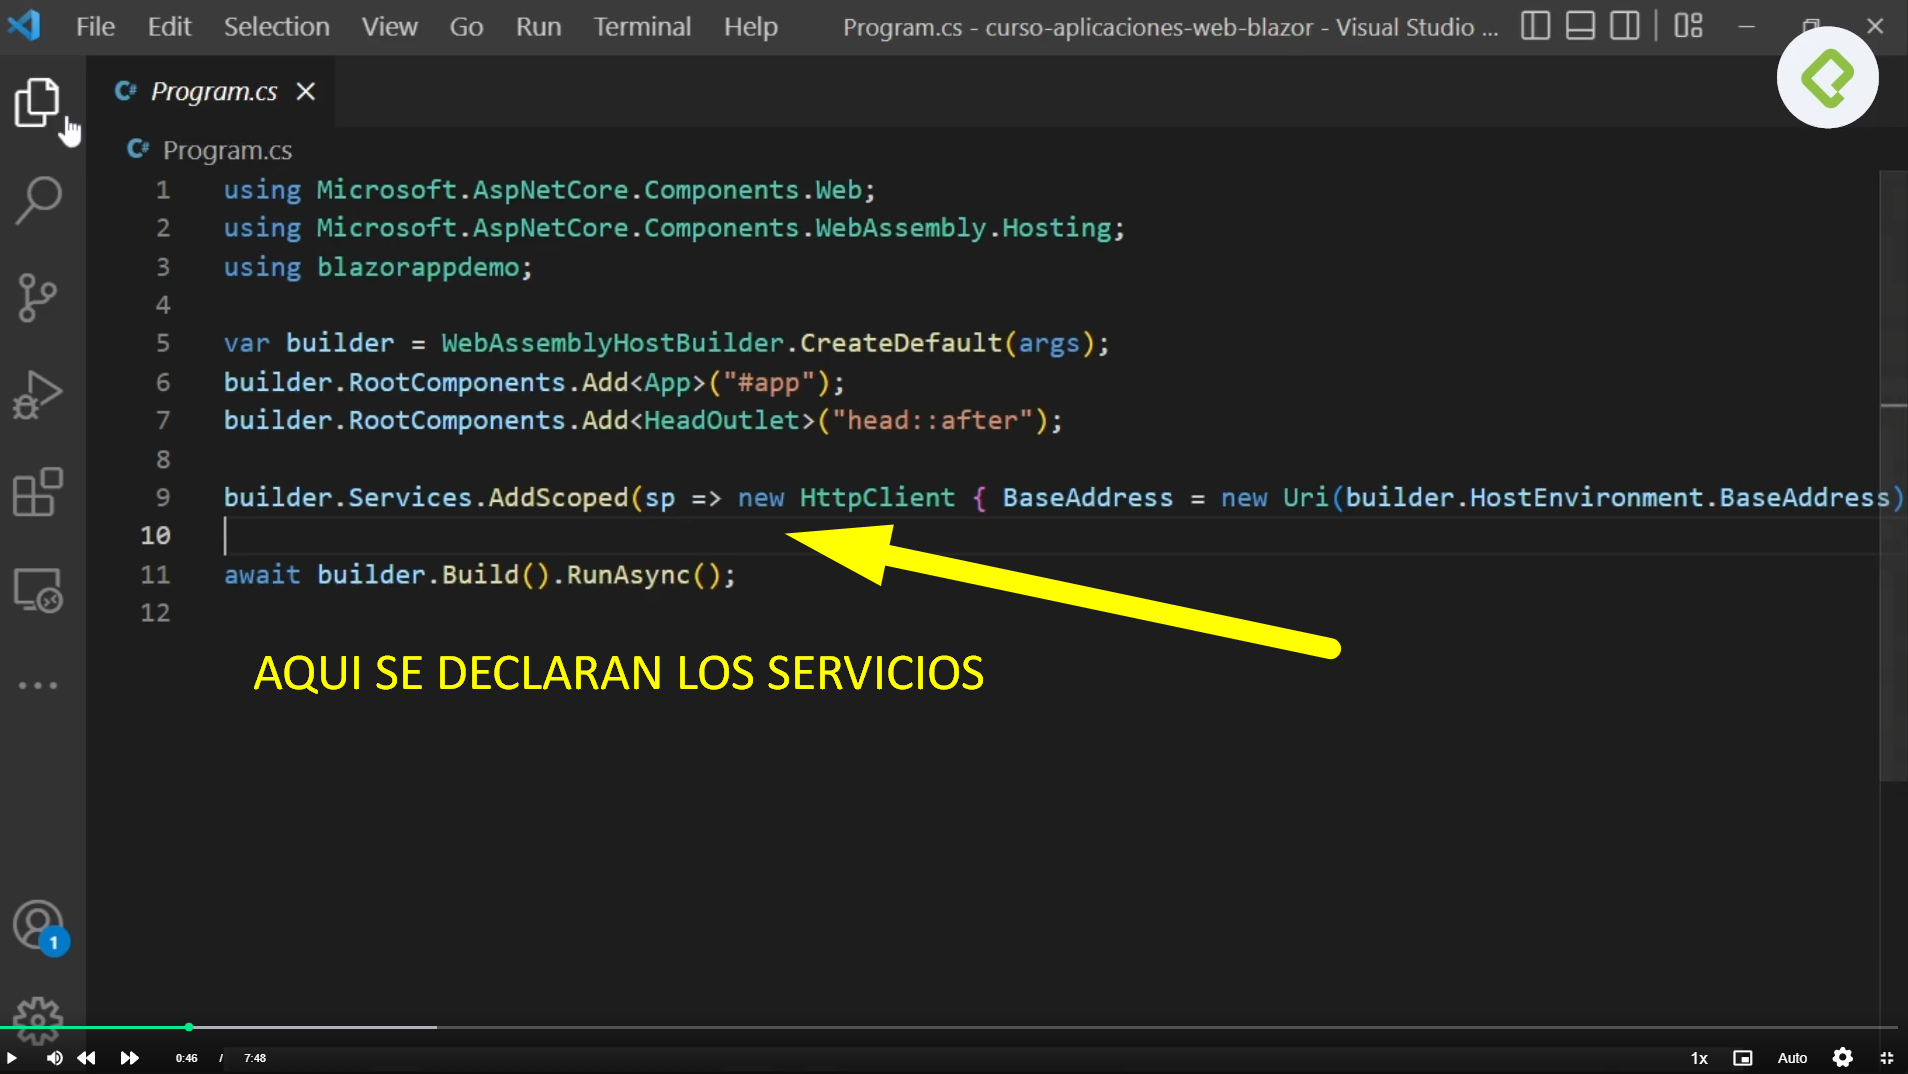 File Edit Selection View Go Run Terminal Help Program.cs - curso-aplicaciones-web-blazor - Visual Studio ...
C# Program.cs
C# Program.cs
1 using Microsoft.AspNetCore.Components.Web;
2 using Microsoft.AspNetCore.Components.WebAssembly.Hosting;
3 using blazorappdemo;
4
5 var builder = WebAssemblyHostBuilder.CreateDefault(args);
6 builder.RootComponents.Add<App>("#app");
7 builder.RootComponents.Add<HeadOutlet>("head::after");
8
9 builder.Services.AddScoped(sp => new HttpClient { BaseAddress = new Uri(builder.HostEnvironment.BaseAddress)
10
11 await builder.Build().RunAsync();
12
AQUI SE DECLARAN LOS SERVICIOS
1
0:46 / 7:48 1x Auto